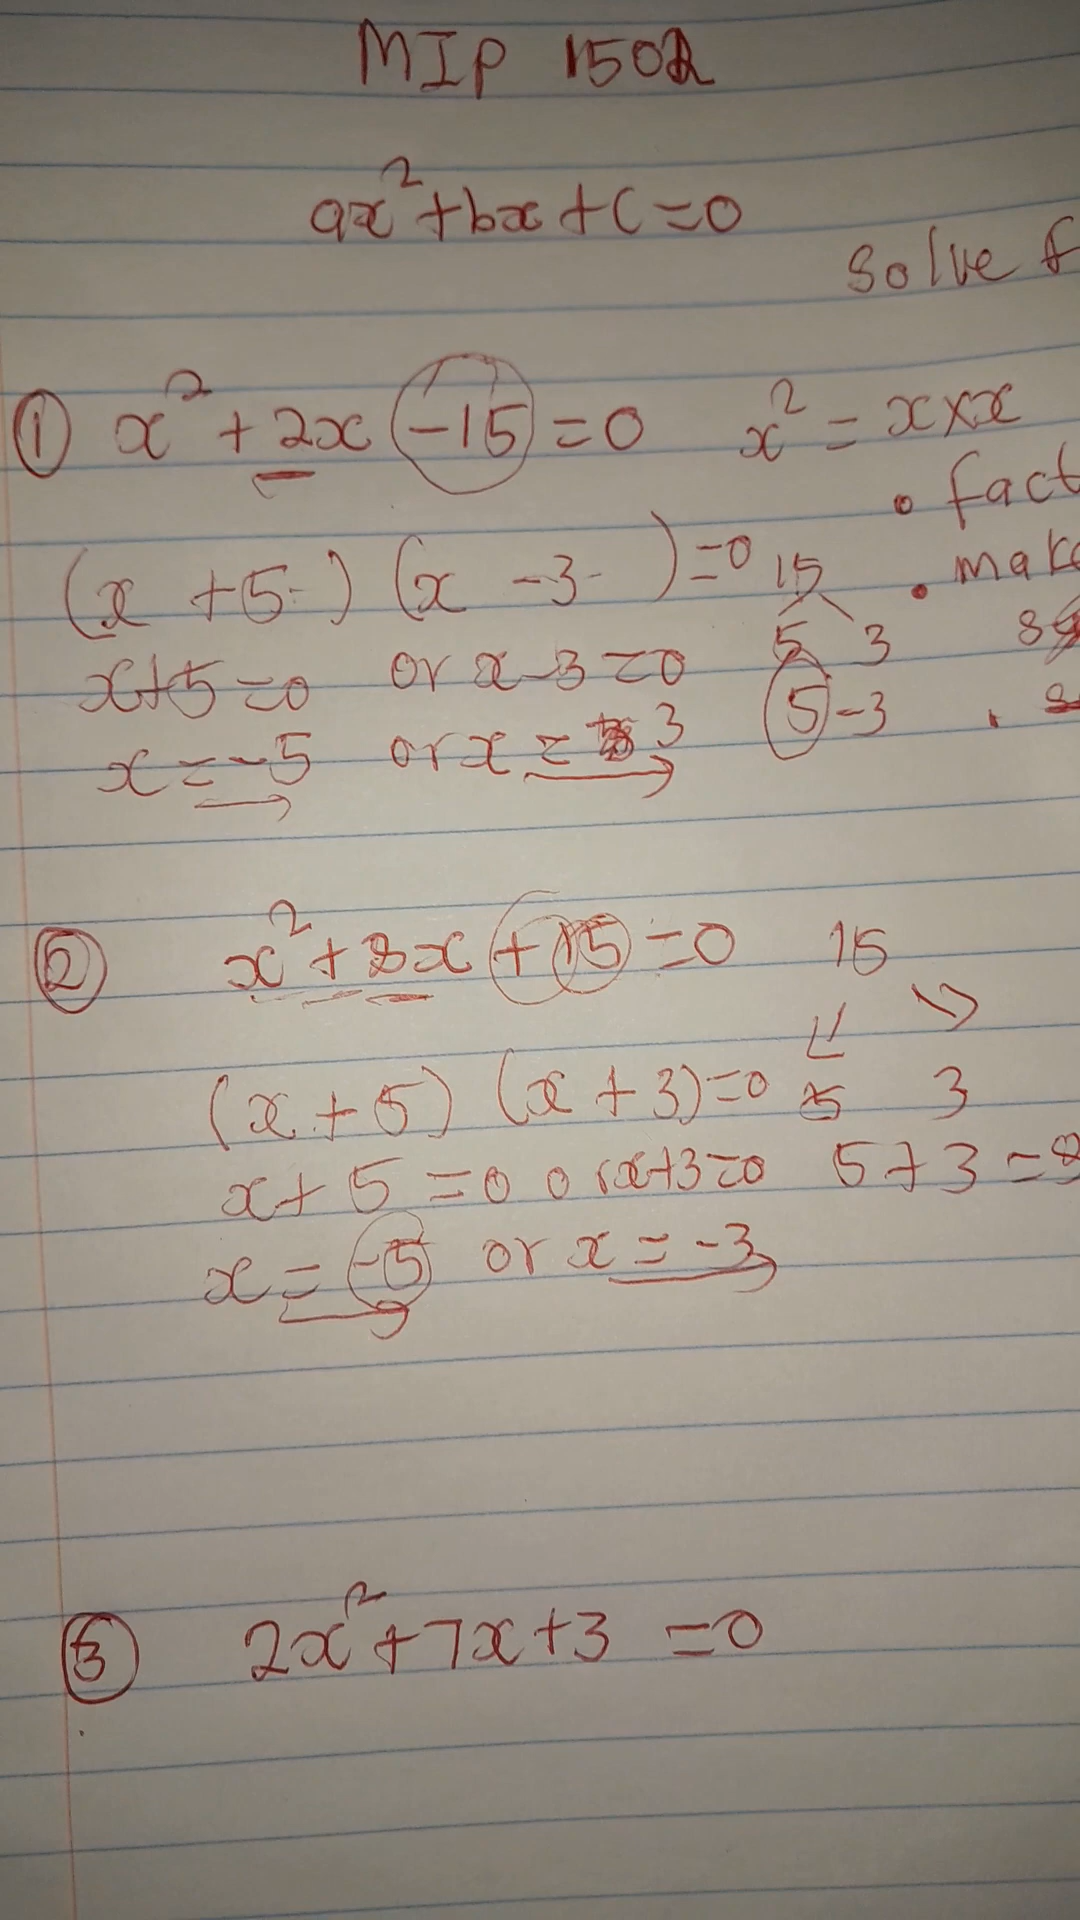 MIP 1502
ax²+bx+c=0
Solve f
① x²+2x-15=0 x²=x×x
. fact
(x+5)(x-3)=0 15 . make
5 3
x+5=0 or x-3=0
5-3
x=-5 or x=3
② x²+8x+15=0 15
(x+5)(x+3)=0 5 3
x+5=0 or x+3=0 5+3=8
x=-5 or x=-3
③ 2x²+7x+3=0